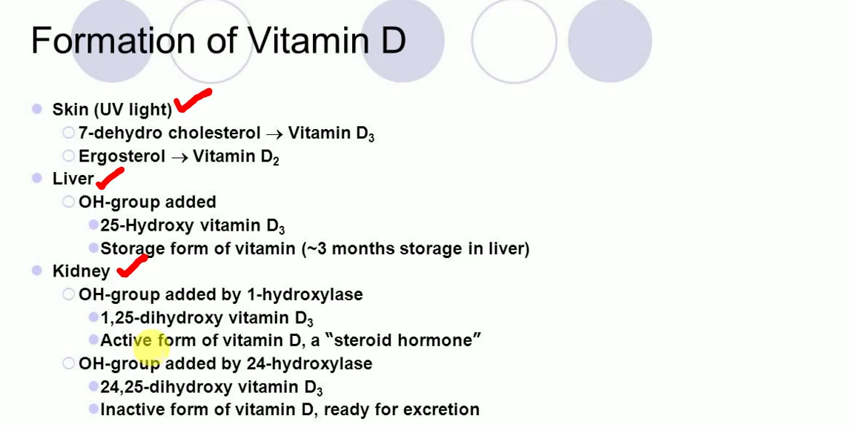 Formation of Vitamin D
Skin (UV light)
7-dehydro cholesterol → Vitamin D₃
Ergosterol → Vitamin D₂
Liver
OH-group added
25-Hydroxy vitamin D₃
Storage form of vitamin (~3 months storage in liver)
Kidney
OH-group added by 1-hydroxylase
1,25-dihydroxy vitamin D₃
Active form of vitamin D, a “steroid hormone”
OH-group added by 24-hydroxylase
24,25-dihydroxy vitamin D₃
Inactive form of vitamin D, ready for excretion